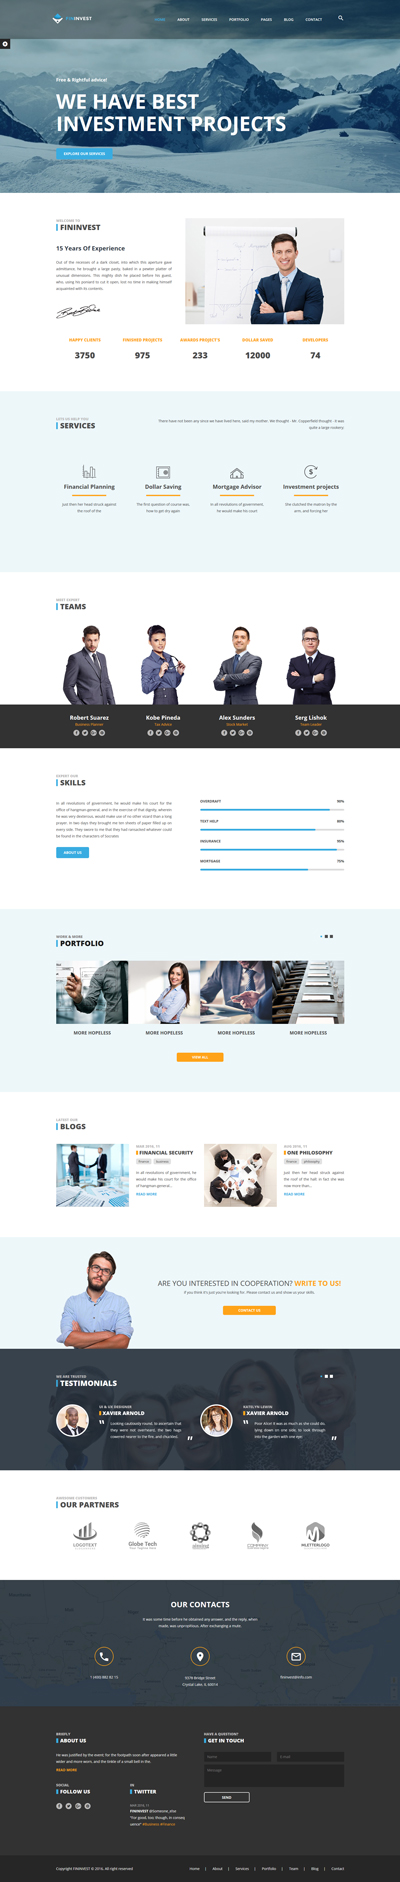 FININVEST
HOME ABOUT SERVICES PORTFOLIO PAGES BLOG CONTACT
Free & Rightful advice!
WE HAVE BEST
INVESTMENT PROJECTS
EXPLORE OUR SERVICES
WELCOME TO
FININVEST
15 Years Of Experience
Out of the recesses of a dark closet, into which this aperture gave
admittance, he brought a large pasty, baked in a pewter platter of
unusual dimensions. This mighty dish he placed before his guest,
who, using his poniard to cut it open, lost no time in making himself
acquainted with its contents.
HAPPY CLIENTS FINISHED PROJECTS AWARDS PROJECT'S DOLLAR SAVED DEVELOPERS
3750 975 233 12000 74
LETS US HELP YOU
SERVICES
There have not been any since we have lived here, said my mother. We thought - Mr. Copperfield thought - it was
quite a large rookery
Financial Planning Dollar Saving Mortgage Advisor Investment projects
Just then her head struck against
the roof of the
The first question of course was
how to get dry again
In all revolutions of government,
he would make his court
She clutched the matron by the
arm, and forcing her
MEET EXPERT
TEAMS
Robert Suarez Kobe Pineda Alex Sunders Serg Lishok
Business Planner Tax Advice Stock Market Team Leader
EXPERT OUR
SKILLS
In all revolutions of government, he would make his court for the
office of hangman-general, and in the exercise of that dignity, wherein
he was very dexterous, would make use of no other wizard than a long
prayer. In two days they brought me ten sheets of paper filled up on
every side. They swore to me that they had ransacked whatever could
be found in the characters of Socrates
ABOUT US
OVERDRAFT 90%
TEST HELP 80%
INSURANCE 95%
MORTGAGE 75%
MORE & MORE
PORTFOLIO
MORE HOPELESS MORE HOPELESS MORE HOPELESS MORE HOPELESS
VIEW ALL
LATEST OUR
BLOGS
MAR 2016, 11
FINANCIAL SECURITY
finance business
In all revolutions of government, he
would make his court for the office
of hangman-general...
READ MORE
AUG 2016, 11
ONE PHILOSOPHY
finance philosophy
Just then her head struck against
the roof of the hall: in fact she was
now more than...
READ MORE
ARE YOU INTERESTED IN COOPERATION? WRITE TO US!
If you think it's just you're looking for. Please contact us and show us your skills.
CONTACT US
WE ARE TRUSTED
TESTIMONIALS
UI & UX DESIGNER
XAVIER ARNOLD
Looking cautiously round, to ascertain that
they were not overheard, the two hags
cowered nearer to the fire, and chuckled.
KATELYN LEMON
XAVIER ARNOLD
Poor Alice! It was as much as she could do,
lying down on one side, to look through
into the garden with one eye
AWESOME CUSTOMERS
OUR PARTNERS
LOGOTEXT
Globe Tech
MLETTERLOGO
OUR CONTACTS
It was some time before he obtained any answer, and the reply, when
made, was unpropitious. After exchanging a mute.
9379 Bridge Street
Crystal Lake, IL 60014
fininvest@info.com
BRIEFLY
ABOUT US
He was justified by the event: for the footpath soon after appeared a little
wider and more worn, and the tinkle of a small bell in the
READ MORE
HAVE A QUESTION?
GET IN TOUCH
Name
E-mail
Message
SEND
SOCIAL
FOLLOW US
IN
TWITTER
MAR 2016, 11
FININVEST @Someone_else
"For good, too; though, in conseq
uence" #Business #Finance
Copyright FININVEST © 2016. All right reserved
Home | About | Services | Portfolio | Team | Blog | Contact